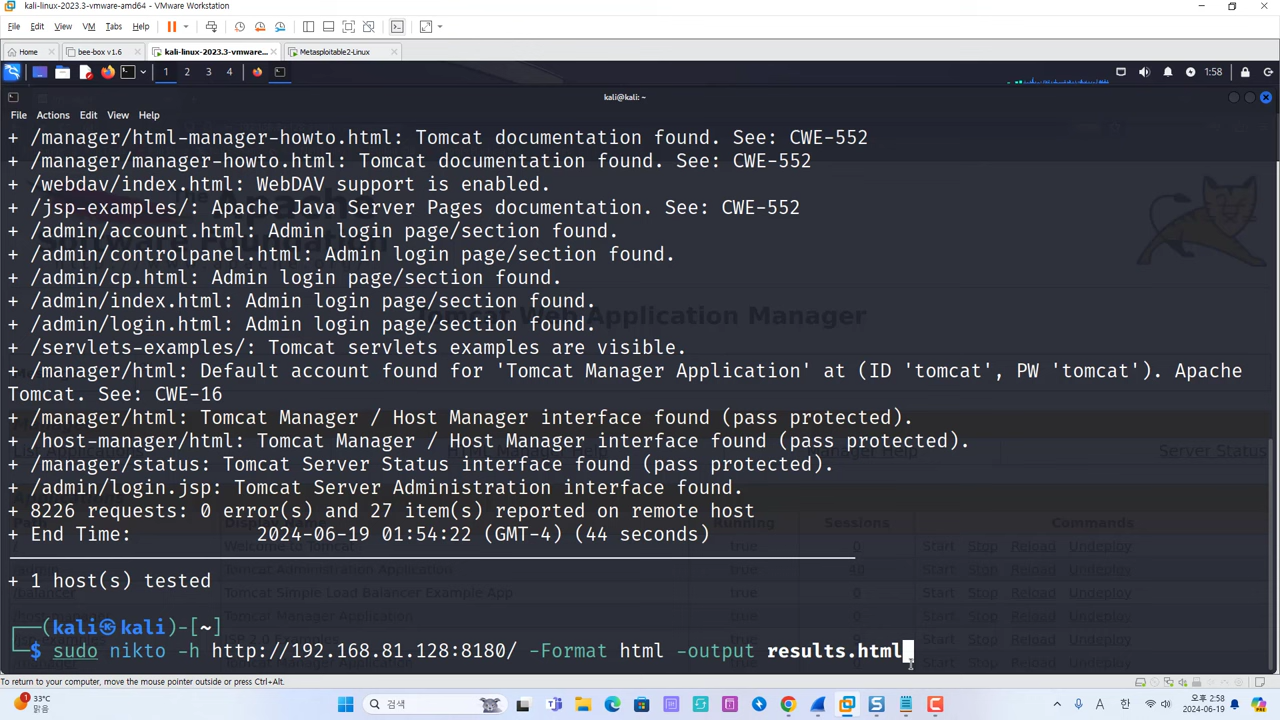 kali-linux-2023.3-vmware-amd64 - VMware Workstation
File Edit View VM Tabs Help
Home bee-box v1.6 kali-linux-2023.3-vmware... Metasploitable2-Linux
1 2 3 4 1:58
kali@kali: ~
File Actions Edit View Help
+ /manager/html-manager-howto.html: Tomcat documentation found. See: CWE-552
+ /manager/manager-howto.html: Tomcat documentation found. See: CWE-552
+ /webdav/index.html: WebDAV support is enabled.
+ /jsp-examples/: Apache Java Server Pages documentation. See: CWE-552
+ /admin/account.html: Admin login page/section found.
+ /admin/controlpanel.html: Admin login page/section found.
+ /admin/cp.html: Admin login page/section found.
+ /admin/index.html: Admin login page/section found.
+ /admin/login.html: Admin login page/section found.
+ /servlets-examples/: Tomcat servlets examples are visible.
+ /manager/html: Default account found for 'Tomcat Manager Application' at (ID 'tomcat', PW 'tomcat'). Apache
Tomcat. See: CWE-16
+ /manager/html: Tomcat Manager / Host Manager interface found (pass protected).
+ /host-manager/html: Tomcat Manager / Host Manager interface found (pass protected).
+ /manager/status: Tomcat Server Status interface found (pass protected).
+ /admin/login.jsp: Tomcat Server Administration interface found.
+ 8226 requests: 0 error(s) and 27 item(s) reported on remote host
+ End Time: 2024-06-19 01:54:22 (GMT-4) (44 seconds)
+ 1 host(s) tested
(kali㉿kali)-[~]
$ sudo nikto -h http://192.168.81.128:8180/ -Format html -output results.html
To return to your computer, move the mouse pointer outside or press Ctrl+Alt.
33°C
맑음
검색
A 한 오후 2:58
2024-06-19